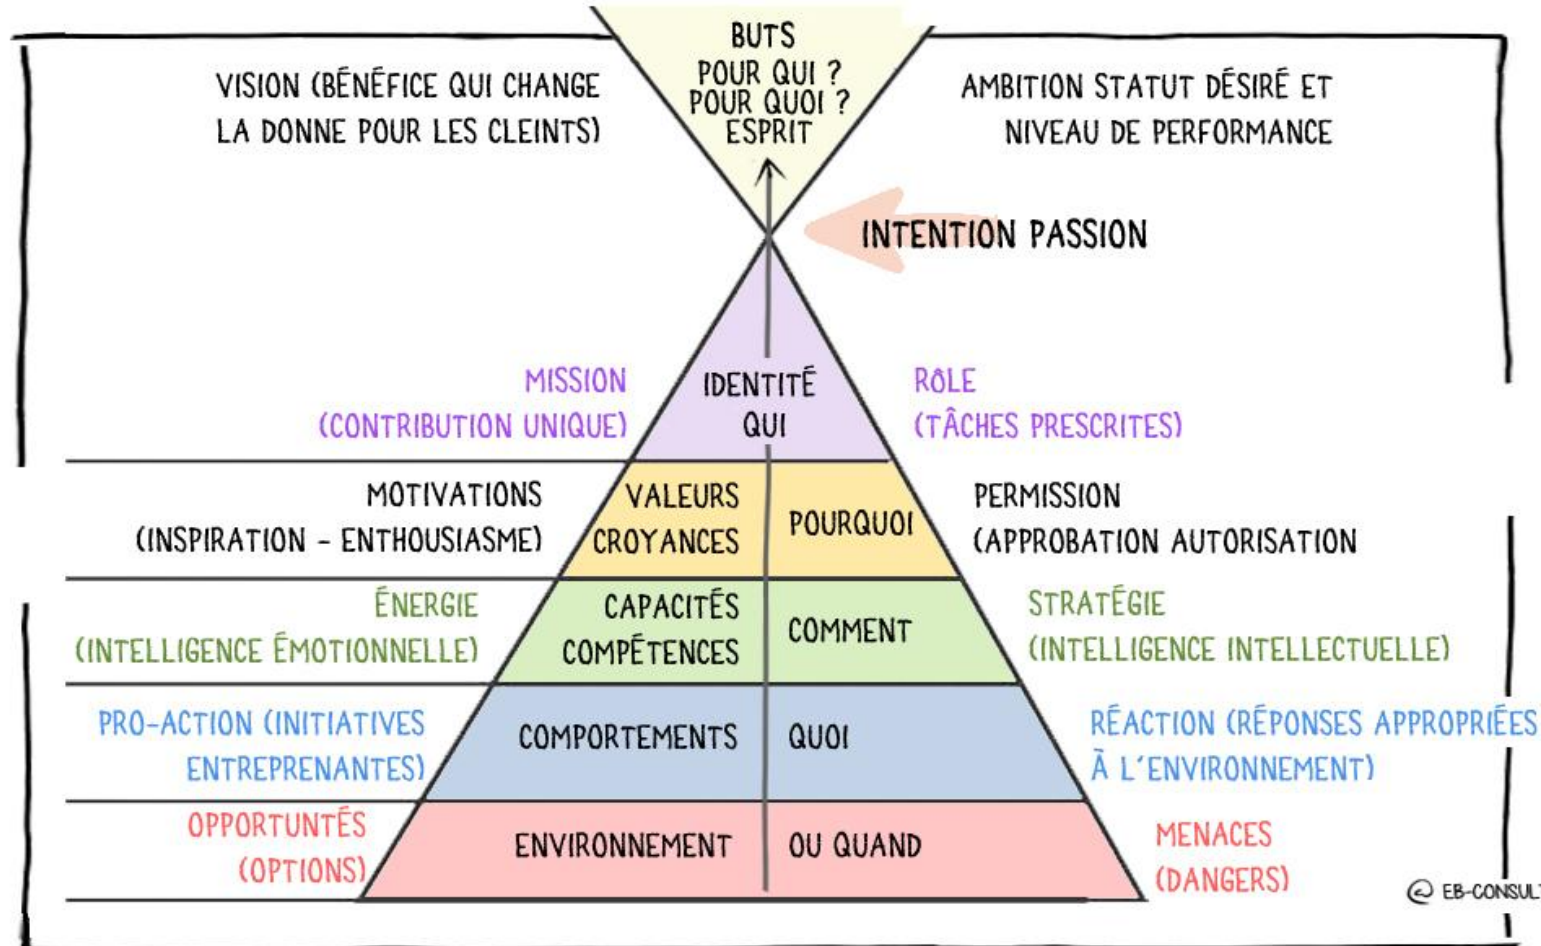 BUTS
POUR QUI ?
POUR QUOI ?
ESPRIT
VISION (BÉNÉFICE QUI CHANGE
LA DONNE POUR LES CLEINTS)
AMBITION STATUT DÉSIRÉ ET
NIVEAU DE PERFORMANCE
INTENTION PASSION
MISSION
(CONTRIBUTION UNIQUE)
IDENTITÉ
QUI
RÔLE
(TÂCHES PRESCRITES)
MOTIVATIONS
(INSPIRATION - ENTHOUSIASME)
VALEURS
CROYANCES
POURQUOI
PERMISSION
(APPROBATION AUTORISATION
ÉNERGIE
(INTELLIGENCE ÉMOTIONNELLE)
CAPACITÉS
COMPÉTENCES
COMMENT
STRATÉGIE
(INTELLIGENCE INTELLECTUELLE)
PRO-ACTION (INITIATIVES
ENTREPRENANTES)
COMPORTEMENTS
QUOI
RÉACTION (RÉPONSES APPROPRIÉES
À L'ENVIRONNEMENT)
OPPORTUNTÉS
(OPTIONS)
ENVIRONNEMENT
OU QUAND
MENACES
(DANGERS)
@ EB-CONSULT